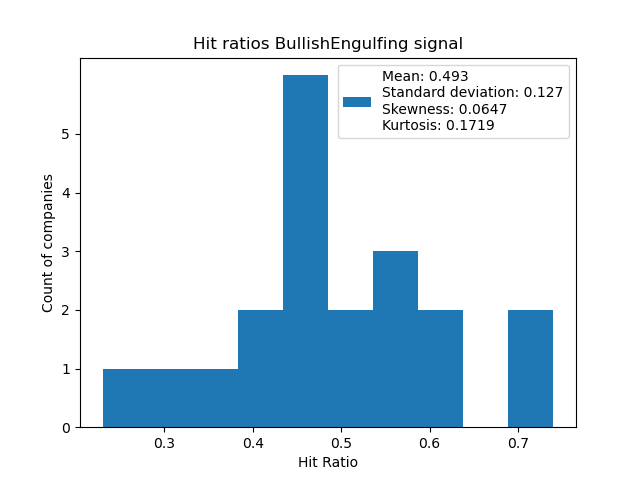 Hit ratios BullishEngulfing signal
Mean: 0.493
Standard deviation: 0.127
Skewness: 0.0647
Kurtosis: 0.1719
Count of companies
5
4
3
2
1
0
0.3 0.4 0.5 0.6 0.7
Hit Ratio